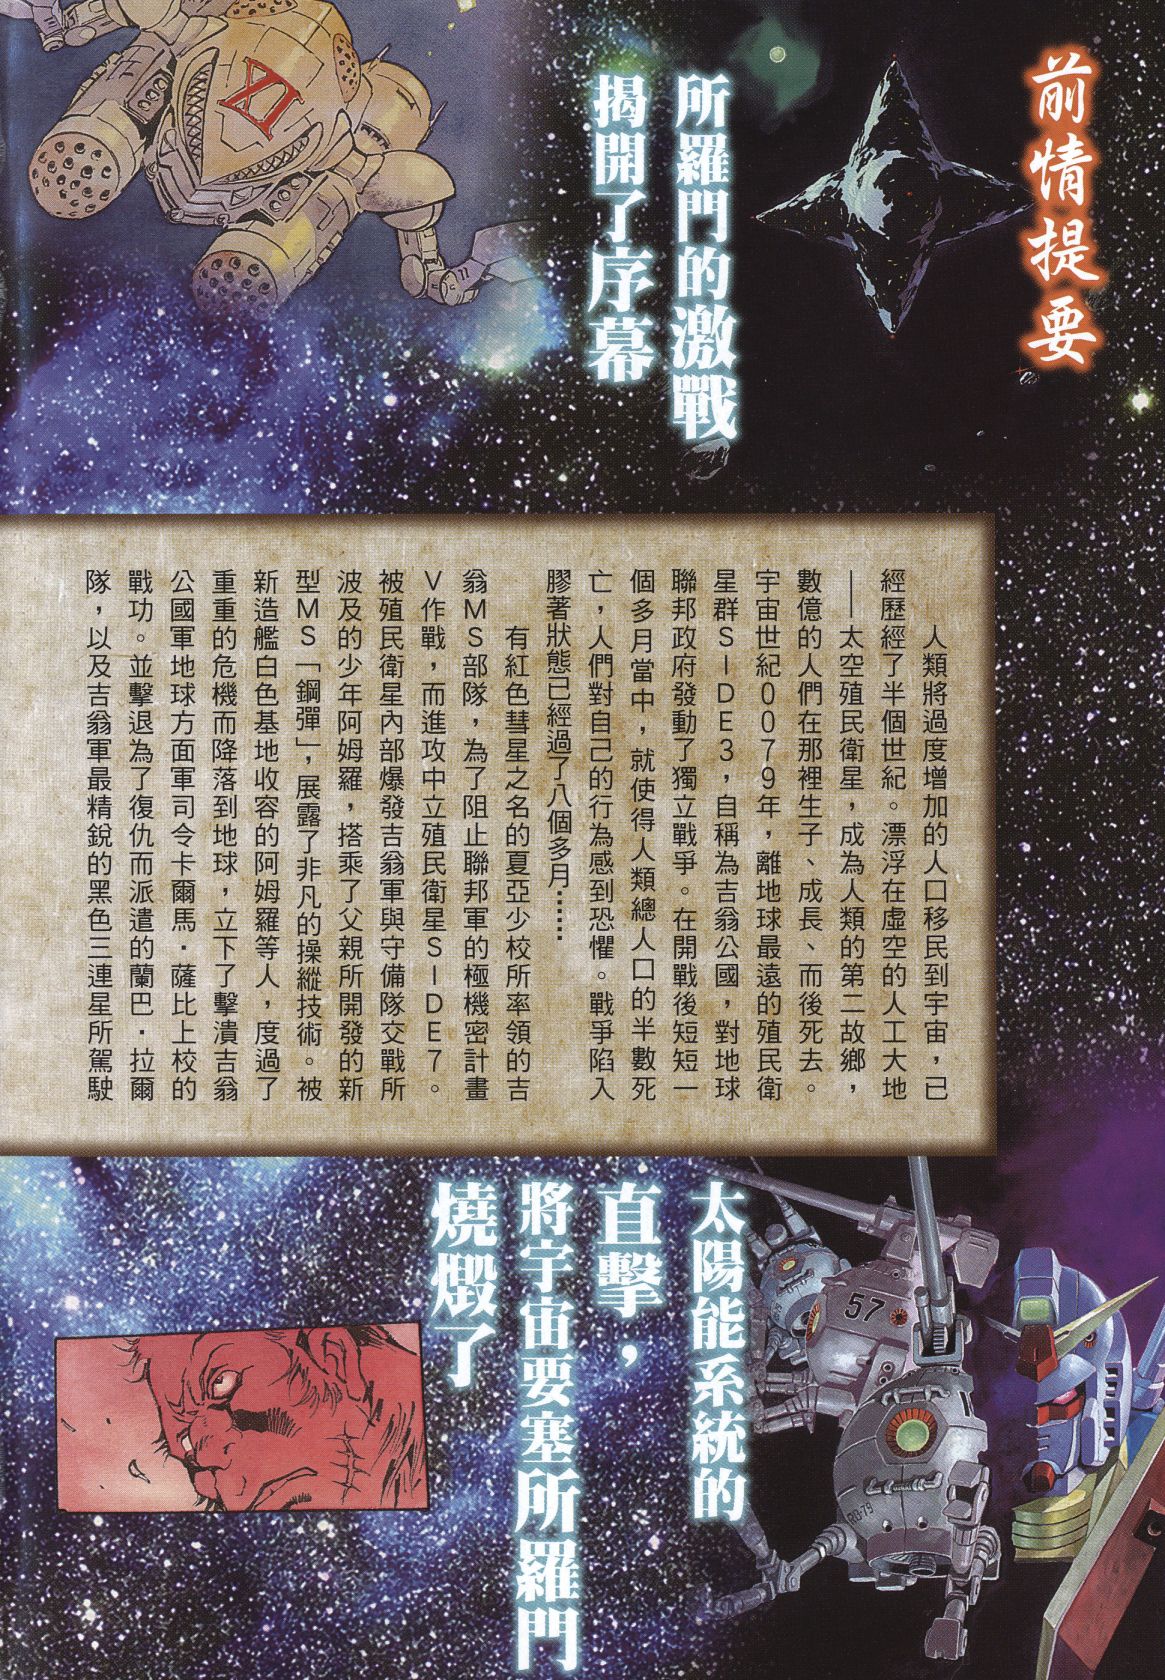 前情提要
所羅門的激戰
揭開了序幕
XI
人類將過度增加的人口移民到宇宙，已
經歷經了半個世紀。漂浮在虛空的人工大地
——太空殖民衛星，成為人類的第二故鄉，
數億的人們在那裡生子、成長、而後死去。
宇宙世紀0079年，離地球最遠的殖民衛
星群SIDE3，自稱為吉翁公國，對地球
聯邦政府發動了獨立戰爭。在開戰後短短一
個多月當中，就使得人類總人口的半數死
亡，人們對自己的行為感到恐懼。戰爭陷入
膠著狀態已經過了八個多月……
有紅色彗星之名的夏亞少校所率領的吉
翁MS部隊，為了阻止聯邦軍的極機密計畫
V作戰，而進攻中立殖民衛星SIDE7。
被殖民衛星內部爆發吉翁軍與守備隊交戰所
波及的少年阿姆羅，搭乘了父親所開發的新
型MS「鋼彈」，展露了非凡的操縱技術。被
新造艦白色基地收容的阿姆羅等人，度過了
重重的危機而降落到地球，立下了擊潰吉翁
公國軍地球方面軍司令卡爾馬·薩比上校的
戰功。並擊退為了復仇而派遣的蘭巴·拉爾
隊，以及吉翁軍最精銳的黑色三連星所駕駛
太陽能系統的
直擊，
將宇宙要塞所羅門
燒燬了
57
RB-79